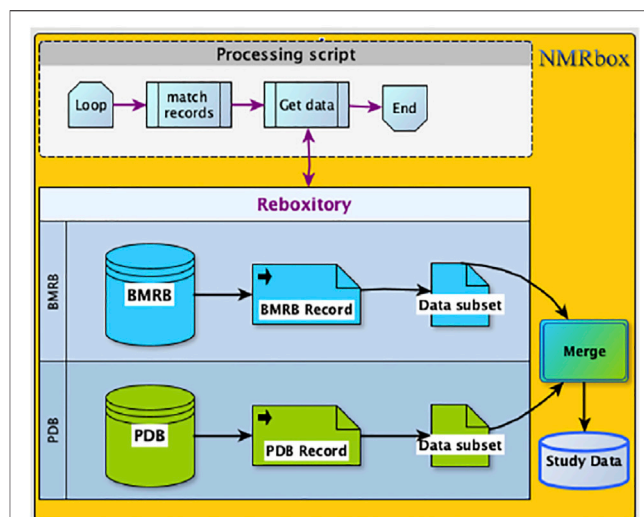 Processing script
NMRbox
Loop
match
records
Get data
End
Reboxitory
BMRB
BMRB
BMRB Record
Data subset
Merge
PDB
PDB
PDB Record
Data subset
Study Data